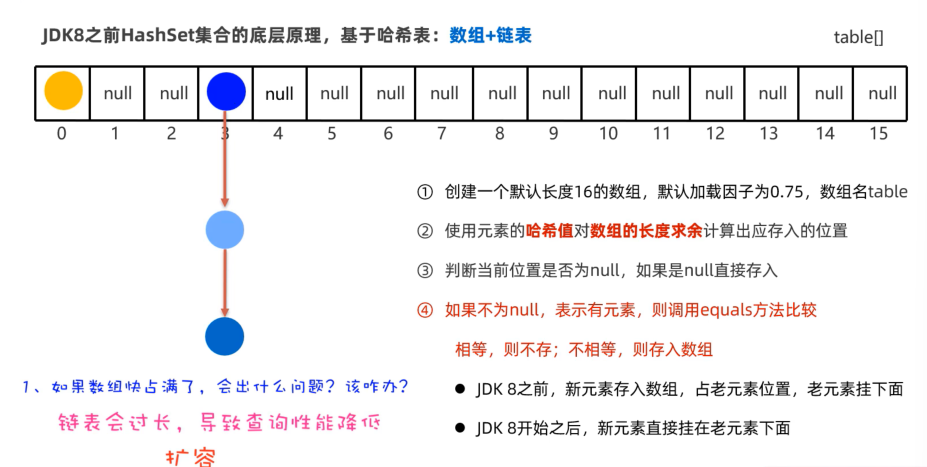 JDK8之前HashSet集合的底层原理，基于哈希表：数组+链表
table[]
null null null null null null null null null null null null null null
0 1 2 3 4 5 6 7 8 9 10 11 12 13 14 15
① 创建一个默认长度16的数组，默认加载因子为0.75，数组名table
② 使用元素的哈希值对数组的长度求余计算出应存入的位置
③ 判断当前位置是否为null，如果是null直接存入
④ 如果不为null，表示有元素，则调用equals方法比较
相等，则不存；不相等，则存入数组
● JDK 8之前，新元素存入数组，占老元素位置，老元素挂下面
● JDK 8开始之后，新元素直接挂在老元素下面
1、如果数组快占满了，会出什么问题？该咋办？
链表会过长，导致查询性能降低
扩容